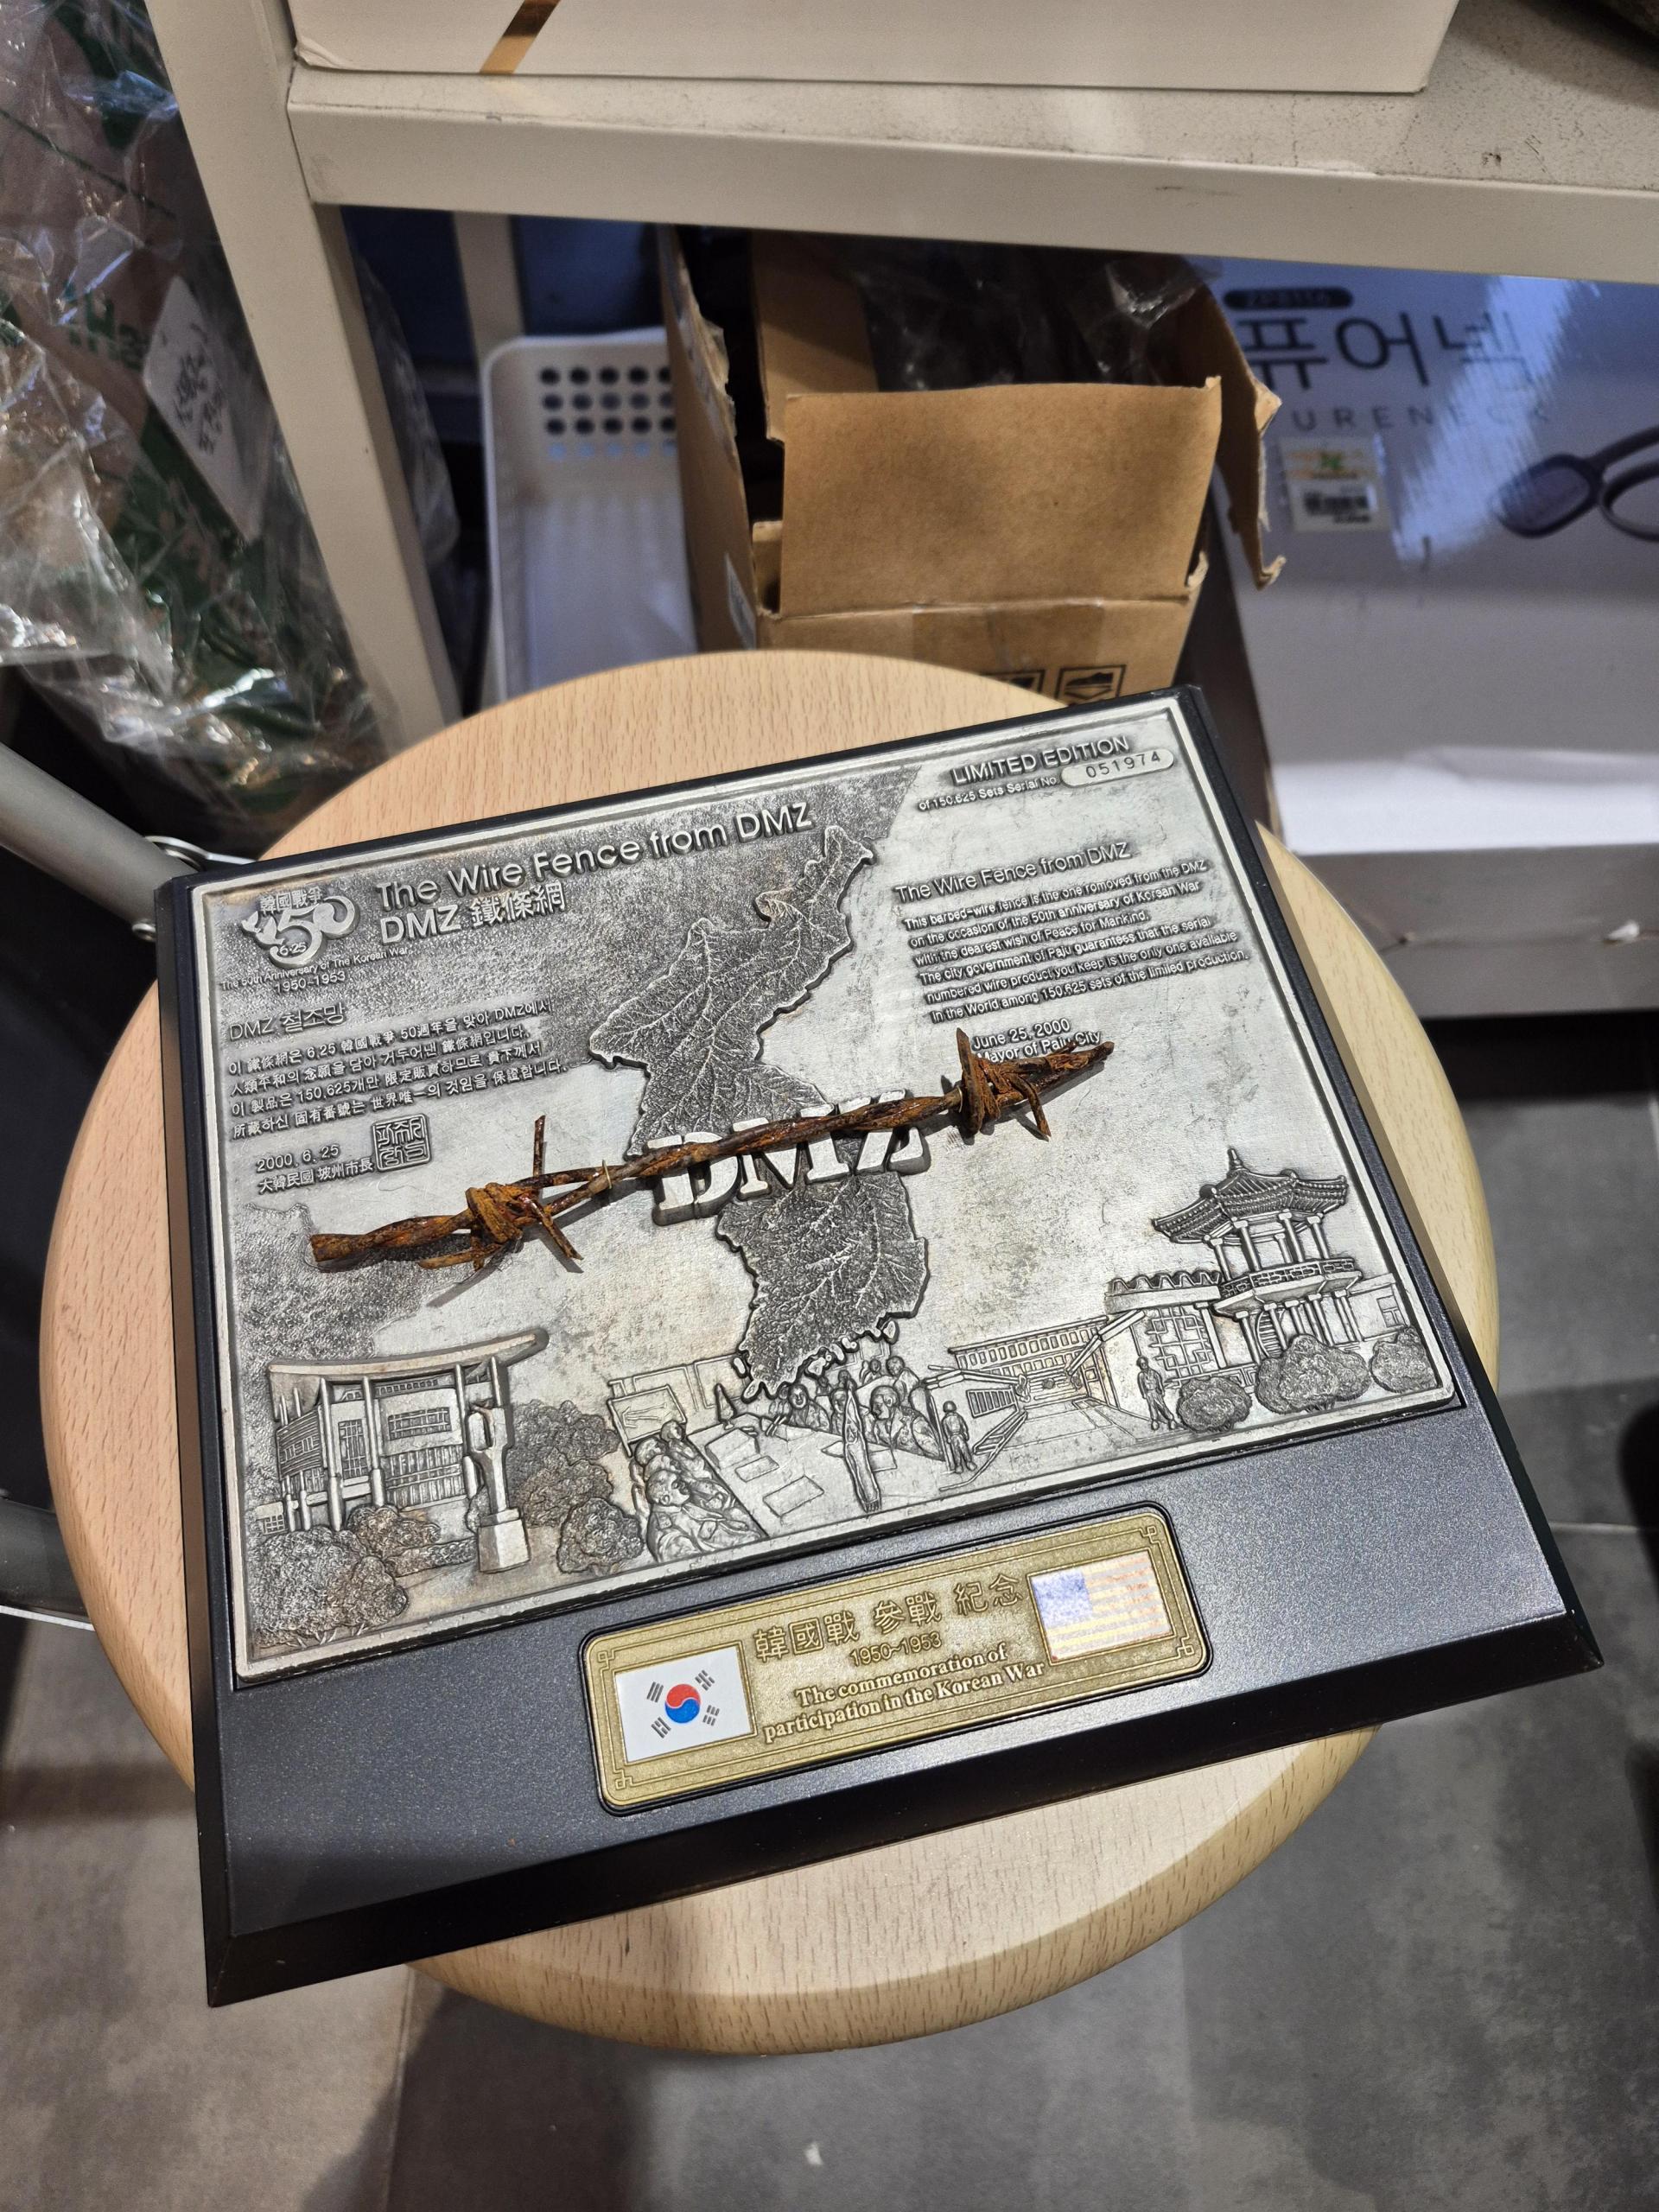 ZP8116
퓨어넥
URENECK
LIMITED EDITION
of 150.625 Sets Serial No 051974
The Wire Fence from DMZ
DMZ 鐵條網
韓國戰爭
50
6·25
The 50th Anniversary of The Korean War
1950~1953
DMZ 철조망
이 鐵條網은 6.25 韓國戰爭 50週年을 맞아 DMZ에서
人類平和의 念願을 담아 거두어낸 鐵條網입니다.
이 製品은 150,625개만 限定販賣하므로 貴下께서
所藏하신 固有番號는 世界唯一의 것임을 保證합니다.
2000. 6. 25
大韓民國 坡州市長
The Wire Fence from DMZ
This barbed-wire fence is the one romoved from the DMZ
on the occasion of the 50th anniversary of Korean War
with the dearest wish of Peace for Mankind.
The city government of Paju guarantees that the serial
numbered wire product you keep is the only one available
in the World among 150.625 sets of the limited production.
June 25, 2000
Mayor of Paju City
DMZ
韓國戰 參戰 紀念
1950~1953
The commemoration of
participation in the Korean War